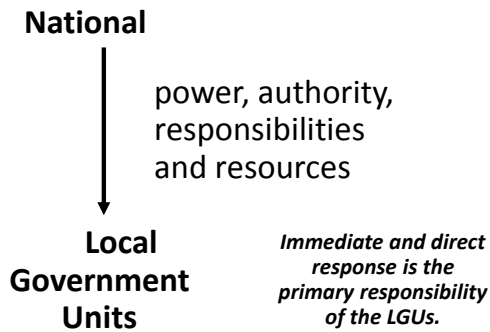 National
power, authority,
responsibilities
and resources
Local
Government
Units
Immediate and direct
response is the
primary responsibility
of the LGUs.